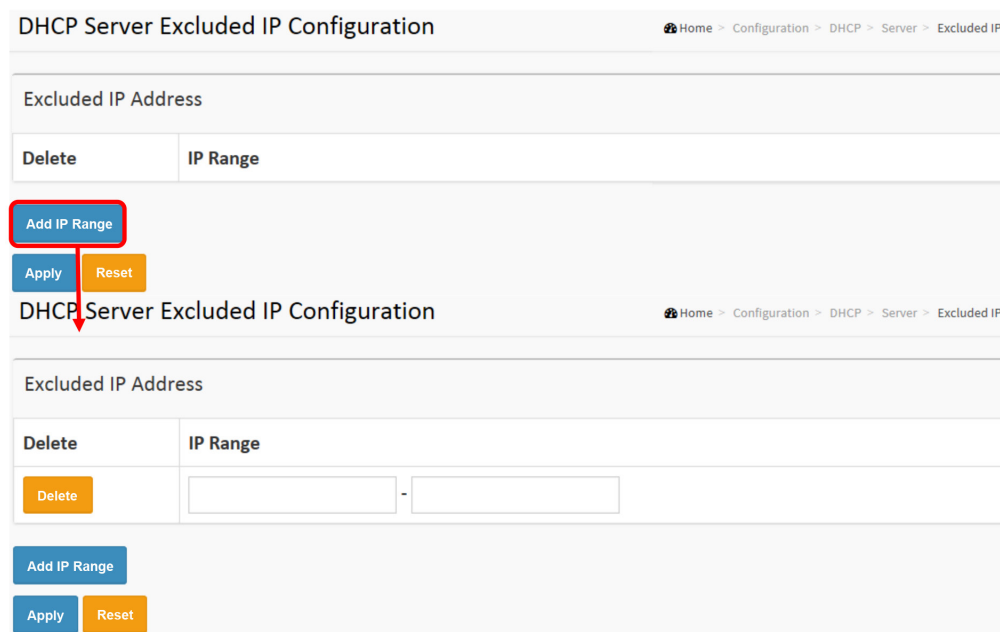 DHCP Server Excluded IP Configuration
Home > Configuration > DHCP > Server > Excluded IP
Excluded IP Address
Delete IP Range
Add IP Range
Apply Reset
DHCP Server Excluded IP Configuration
Home > Configuration > DHCP > Server > Excluded IP
Excluded IP Address
Delete IP Range
Delete -
Add IP Range
Apply Reset